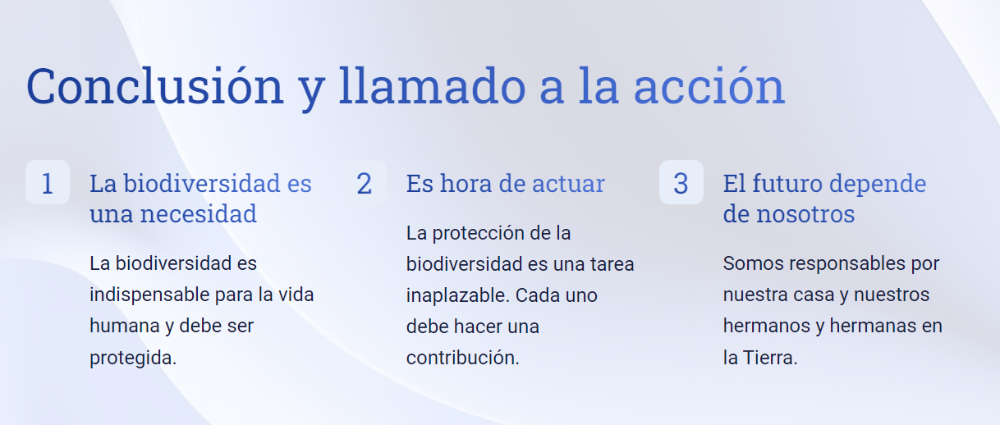 Conclusión y llamado a la acción
1
La biodiversidad es
una necesidad
La biodiversidad es
indispensable para la vida
humana y debe ser
protegida.
2
Es hora de actuar
La protección de la
biodiversidad es una tarea
inaplazable. Cada uno
debe hacer una
contribución.
3
El futuro depende
de nosotros
Somos responsables por
nuestra casa y nuestros
hermanos y hermanas en
la Tierra.